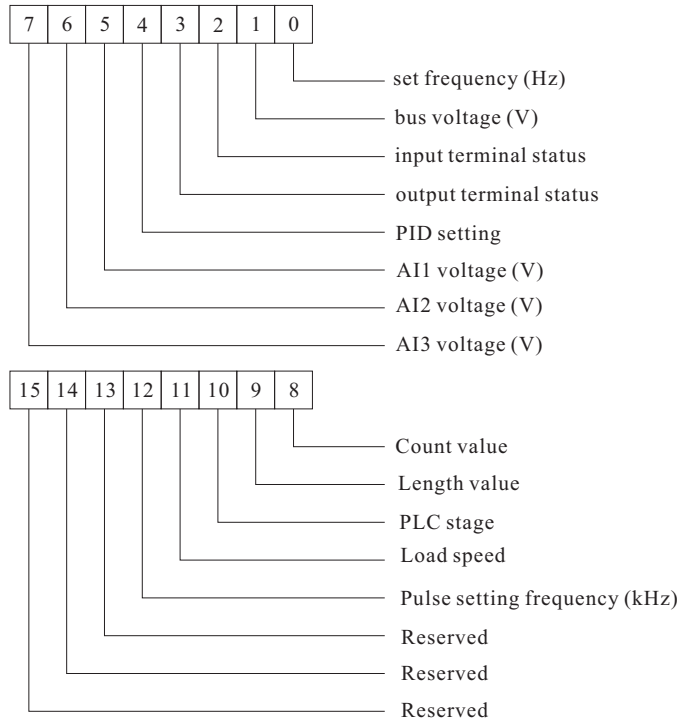 7 6 5 4 3 2 1 0
set frequency (Hz)
bus voltage (V)
input terminal status
output terminal status
PID setting
AI1 voltage (V)
AI2 voltage (V)
AI3 voltage (V)
15 14 13 12 11 10 9 8
Count value
Length value
PLC stage
Load speed
Pulse setting frequency (kHz)
Reserved
Reserved
Reserved